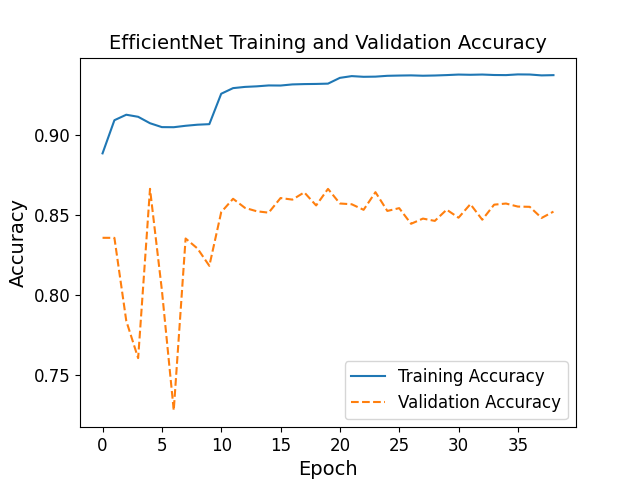 EfficientNet Training and Validation Accuracy
Accuracy
0.90
0.85
0.80
0.75
Training Accuracy
Validation Accuracy
0 5 10 15 20 25 30 35
Epoch